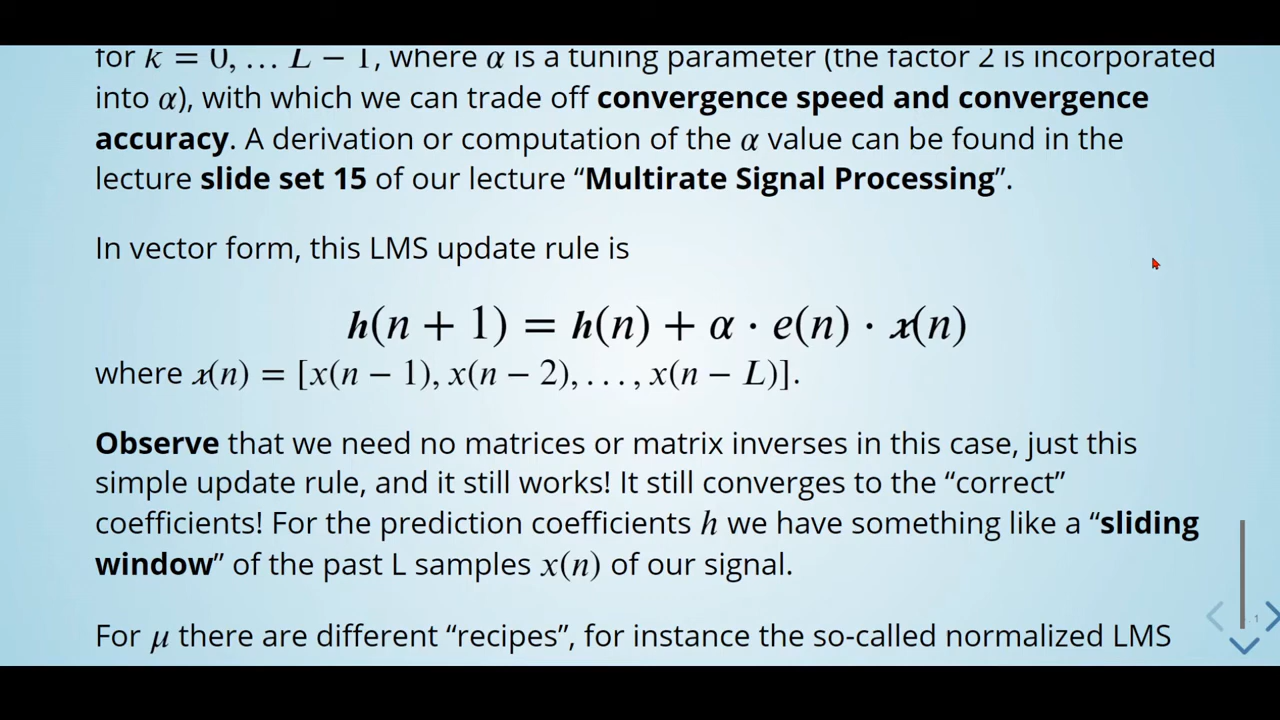 for k = 0, … L − 1, where α is a tuning parameter (the factor 2 is incorporated
into α), with which we can trade off convergence speed and convergence
accuracy. A derivation or computation of the α value can be found in the
lecture slide set 15 of our lecture “Multirate Signal Processing”.
In vector form, this LMS update rule is
h(n + 1) = h(n) + α · e(n) · x(n)
where x(n) = [x(n − 1), x(n − 2), . . . , x(n − L)].
Observe that we need no matrices or matrix inverses in this case, just this
simple update rule, and it still works! It still converges to the “correct”
coefficients! For the prediction coefficients h we have something like a “sliding
window” of the past L samples x(n) of our signal.
1
For μ there are different “recipes”, for instance the so-called normalized LMS